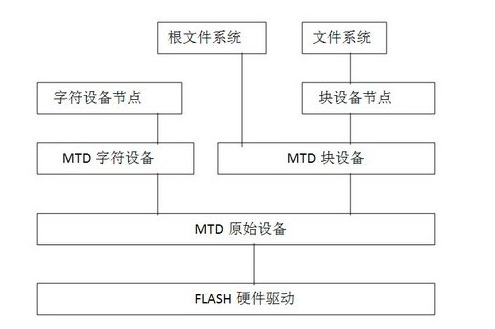 根文件系统
文件系统
字符设备节点
块设备节点
MTD 字符设备
MTD 块设备
MTD 原始设备
FLASH 硬件驱动